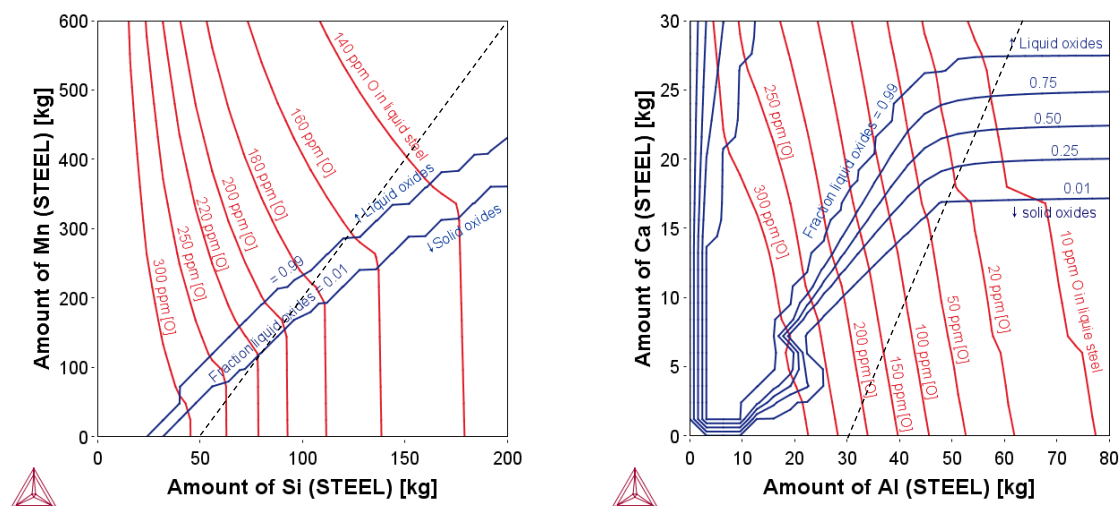 600
500
400
300
200
100
0
0
50
100
150
200
Amount of Mn (STEEL) [kg]
Amount of Si (STEEL) [kg]
300 ppm [O]
250 ppm [O]
220 ppm [O]
200 ppm [O]
180 ppm [O]
160 ppm [O]
140 ppm O in liquid steel
Liquid oxides
= 0.99
Fraction liquid oxides = 0.01
Solid oxides
30
25
20
15
10
5
0
0
10
20
30
40
50
60
70
80
Amount of Ca (STEEL) [kg]
Amount of Al (STEEL) [kg]
Liquid oxides
0.75
0.50
0.25
0.01
solid oxides
Fraction liquid oxides = 0.99
250 ppm [O]
300 ppm [O]
200 ppm [O]
150 ppm [O]
100 ppm [O]
50 ppm [O]
20 ppm [O]
10 ppm O in liquie steel